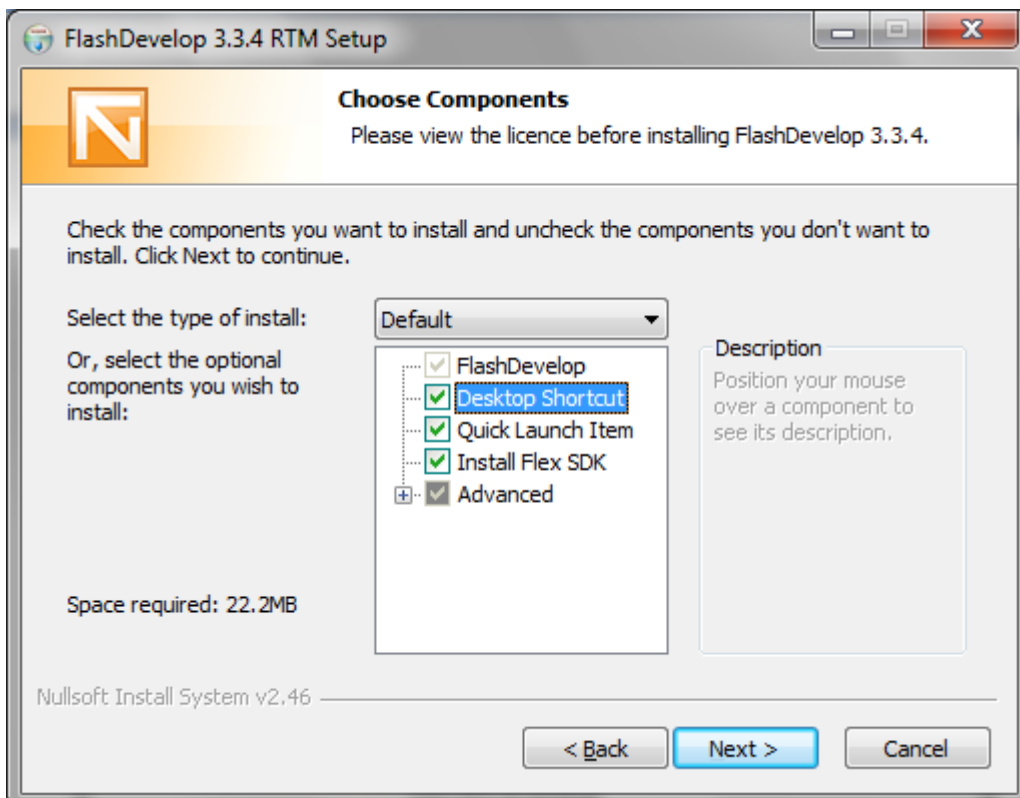 FlashDevelop 3.3.4 RTM Setup
Choose Components
Please view the licence before installing FlashDevelop 3.3.4.
Check the components you want to install and uncheck the components you don't want to
install. Click Next to continue.
Select the type of install:
Default
Or, select the optional
components you wish to
install:
FlashDevelop
Desktop Shortcut
Quick Launch Item
Install Flex SDK
Advanced
Description
Position your mouse
over a component to
see its description.
Space required: 22.2MB
Nullsoft Install System v2.46
< Back
Next >
Cancel